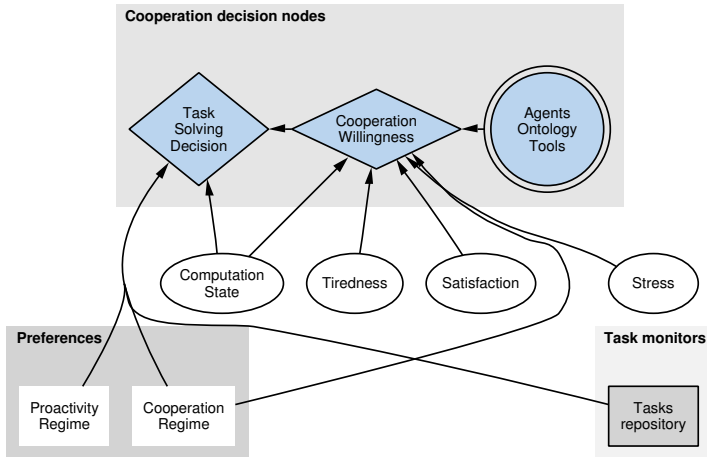 Cooperation decision nodes
Task
Solving
Decision
Cooperation
Willingness
Agents
Ontology
Tools
Computation
State
Tiredness
Satisfaction
Stress
Preferences
Proactivity
Regime
Cooperation
Regime
Task monitors
Tasks
repository